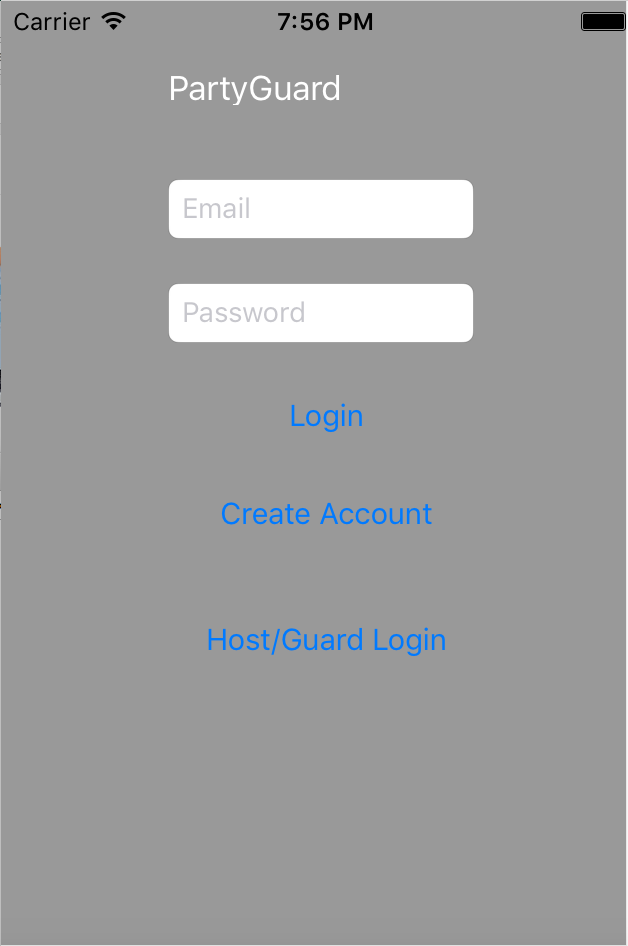 Carrier 7:56 PM
PartyGuard
Email
Password
Login
Create Account
Host/Guard Login